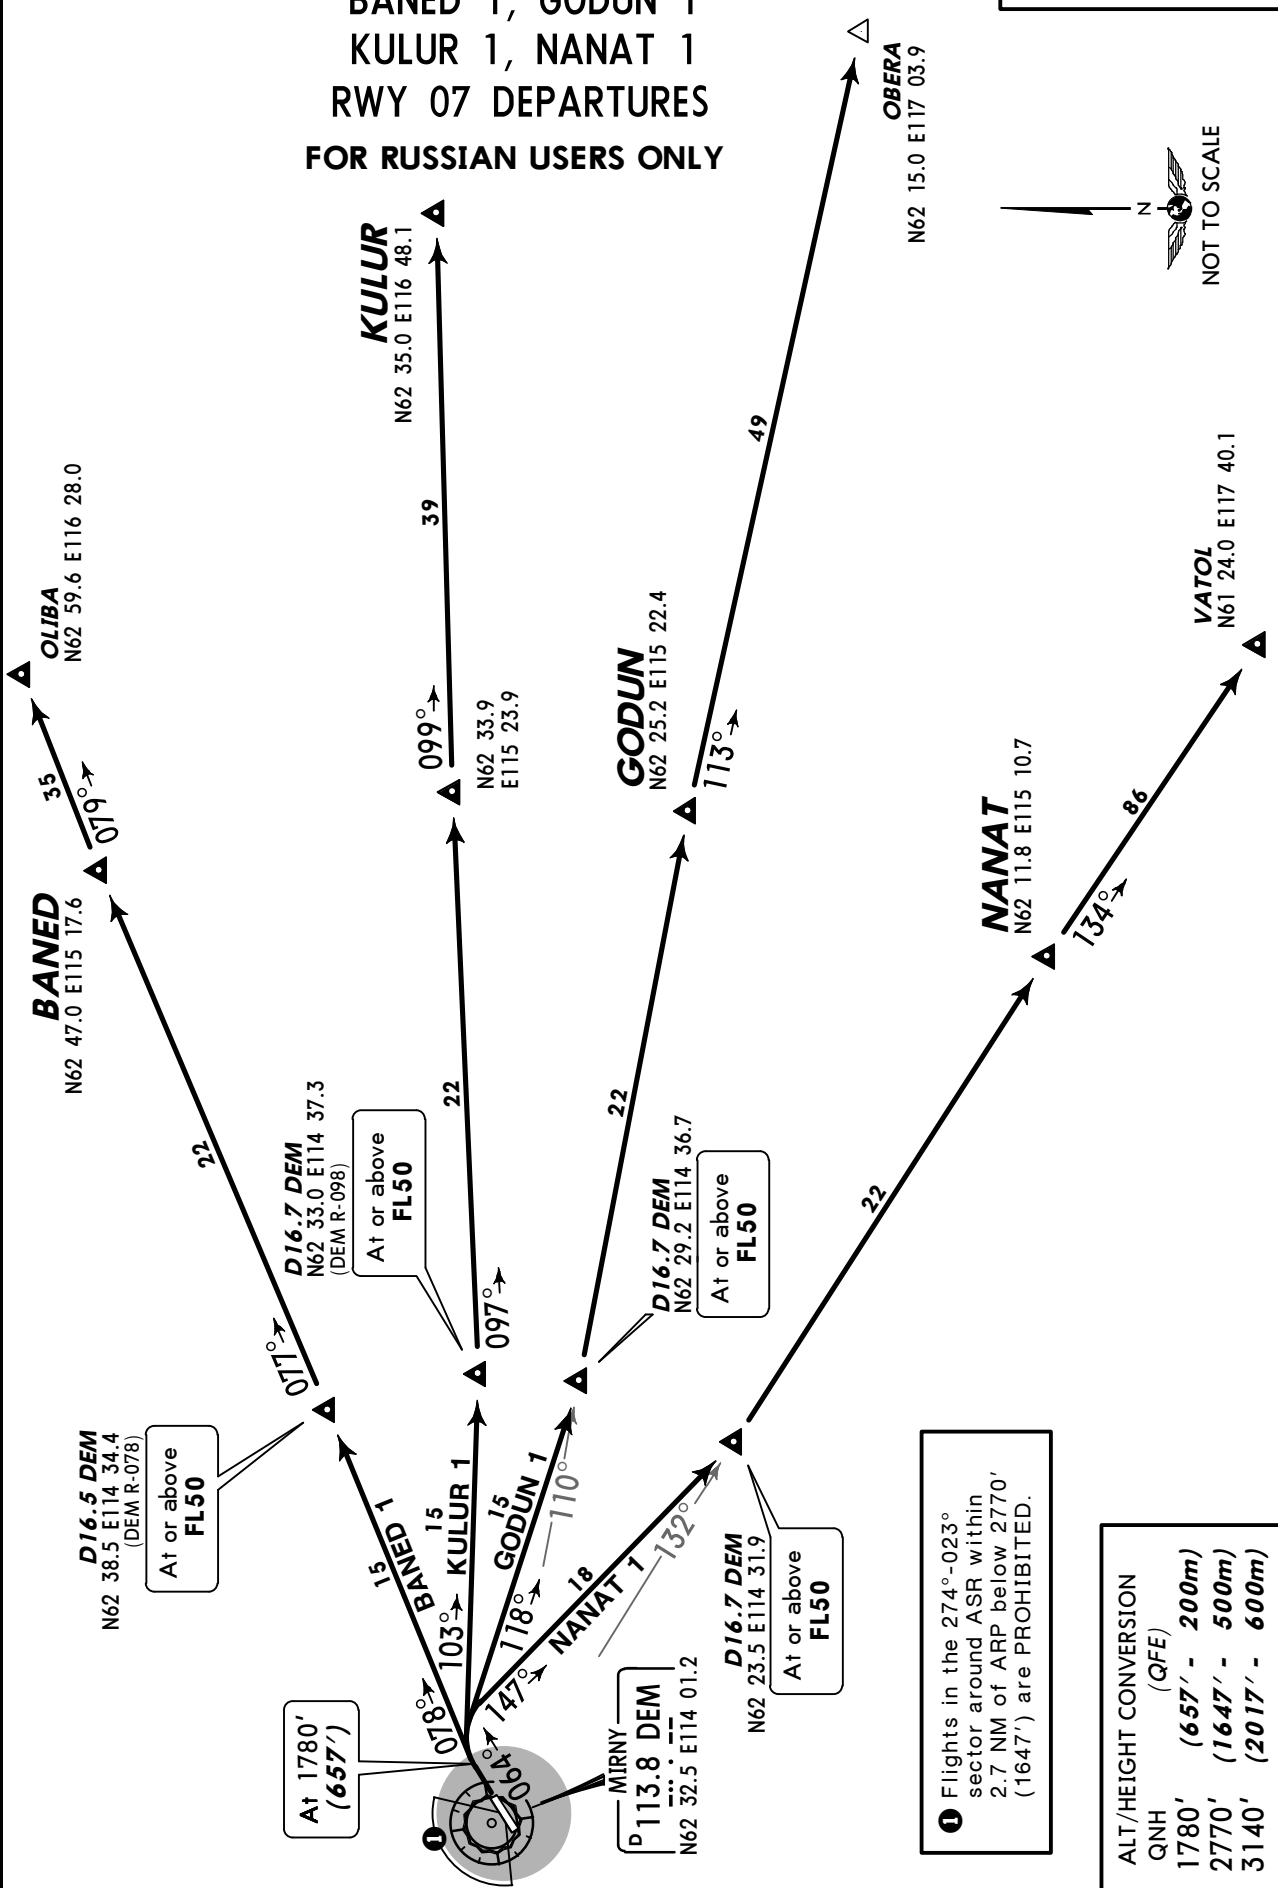 BANED 1, GODUN 1
KULUR 1, NANAT 1
RWY 07 DEPARTURES
FOR RUSSIAN USERS ONLY
OLIBA
N62 59.6 E116 28.0
35
079°
BANED
N62 47.0 E115 17.6
22
077°
D16.5 DEM
N62 38.5 E114 34.4
(DEM R-078)
At or above
FL50
15
BANED 1
078°
KULUR
N62 35.0 E116 48.1
39
099°
N62 33.9
E115 23.9
22
097°
D16.7 DEM
N62 33.0 E114 37.3
(DEM R-098)
At or above
FL50
15
KULUR 1
103°
OBERA
N62 15.0 E117 03.9
49
113°
GODUN
N62 25.2 E115 22.4
22
D16.7 DEM
N62 29.2 E114 36.7
At or above
FL50
15
GODUN 1
118°
110°
VATOL
N61 24.0 E117 40.1
86
134°
NANAT
N62 11.8 E115 10.7
22
D16.7 DEM
N62 23.5 E114 31.9
At or above
FL50
18
NANAT 1
147°
132°
064°
At 1780'
(657')
1
MIRNY
D 113.8 DEM
N62 32.5 E114 01.2
N
NOT TO SCALE
1 Flights in the 274°-023°
sector around ASR within
2.7 NM of ARP below 2770'
(1647') are PROHIBITED.
ALT/HEIGHT CONVERSION
QNH (QFE)
1780' (657' - 200m)
2770' (1647' - 500m)
3140' (2017' - 600m)